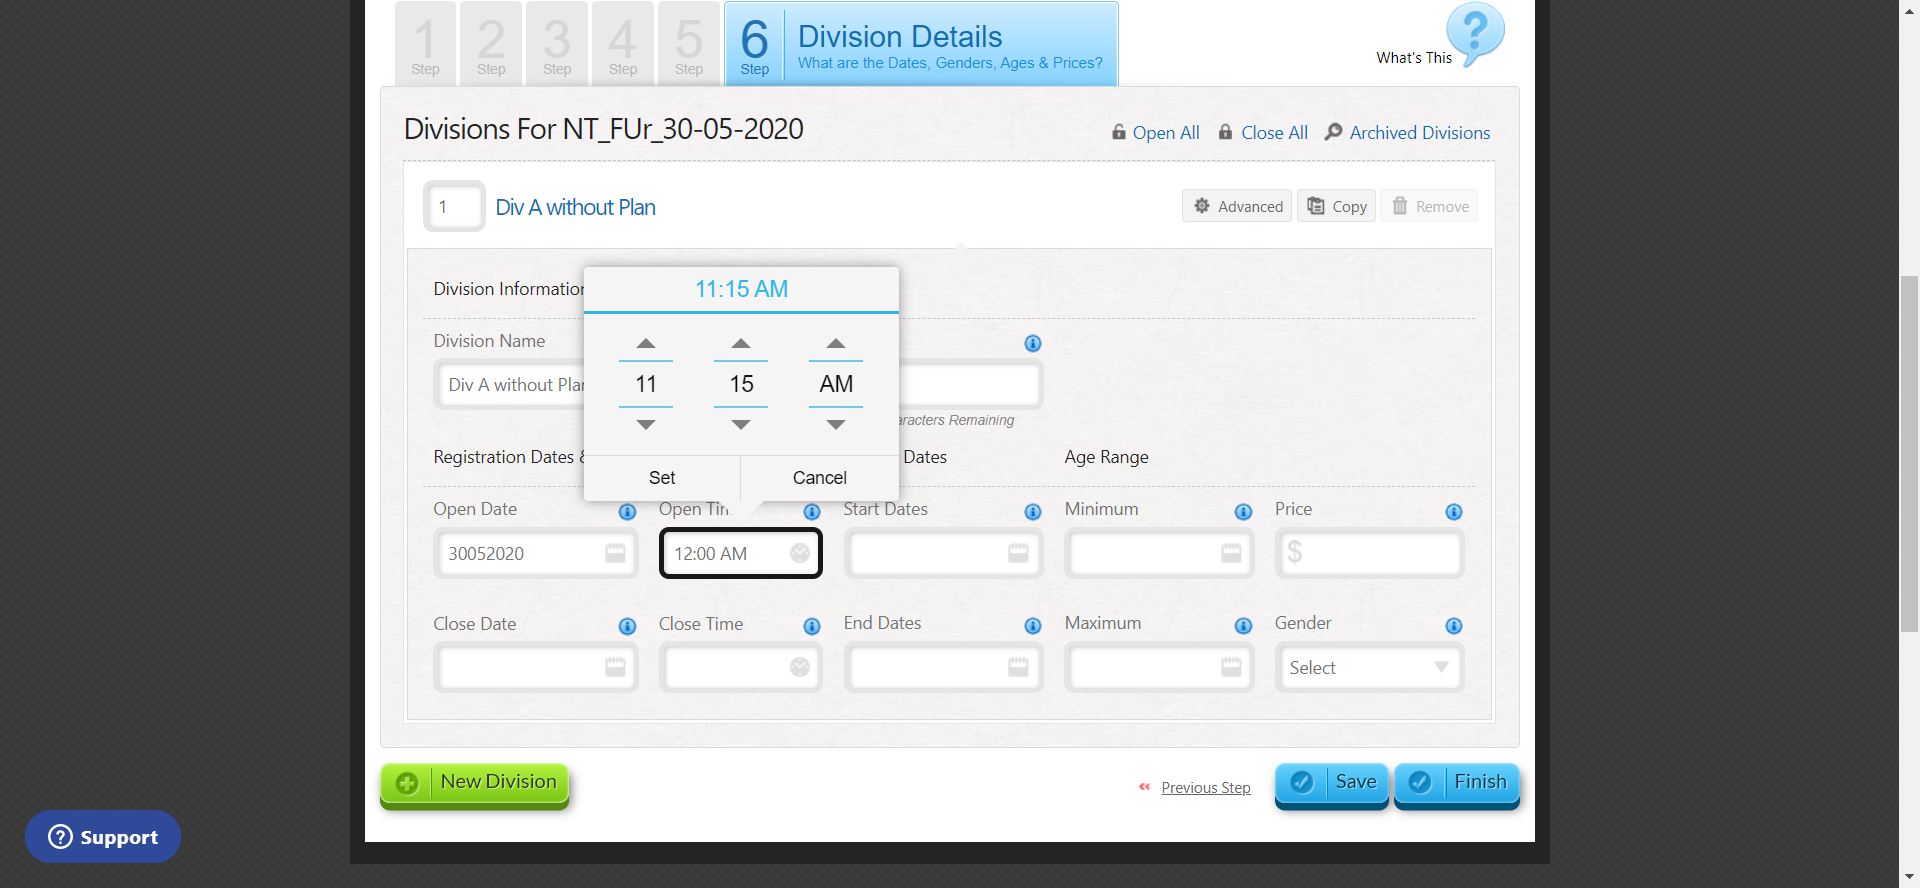 1
Step
2
Step
3
Step
4
Step
5
Step
6
Step
Division Details
What are the Dates, Genders, Ages & Prices?
What's This
?
Divisions For NT_FUr_30-05-2020
Open All
Close All
Archived Divisions
1
Div A without Plan
Advanced
Copy
Remove
Division Information
11:15 AM
Division Name
11
15
AM
Div A without Plan
aracters Remaining
Registration Dates &
Dates
Age Range
Set
Cancel
Open Date
Open Tim
Start Dates
Minimum
Price
30052020
12:00 AM
$
Close Date
Close Time
End Dates
Maximum
Gender
Select
New Division
Previous Step
Save
Finish
? Support